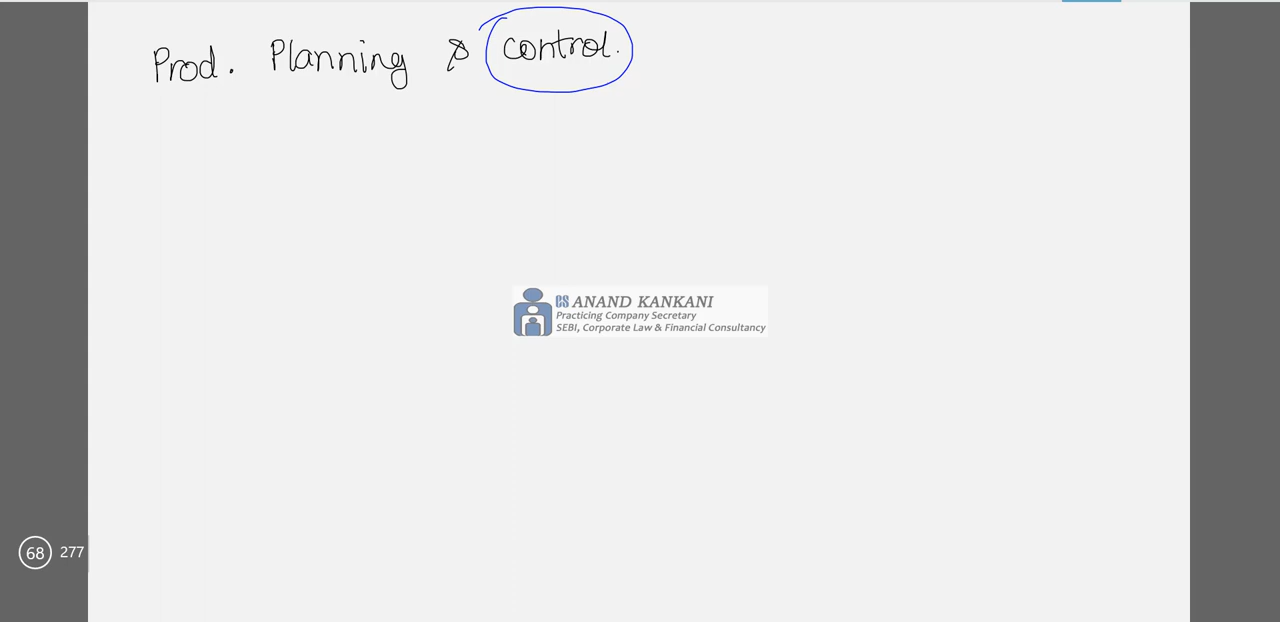 Prod. Planning & control.
CS ANAND KANKANI
Practicing Company Secretary
SEBI, Corporate Law & Financial Consultancy
68 277